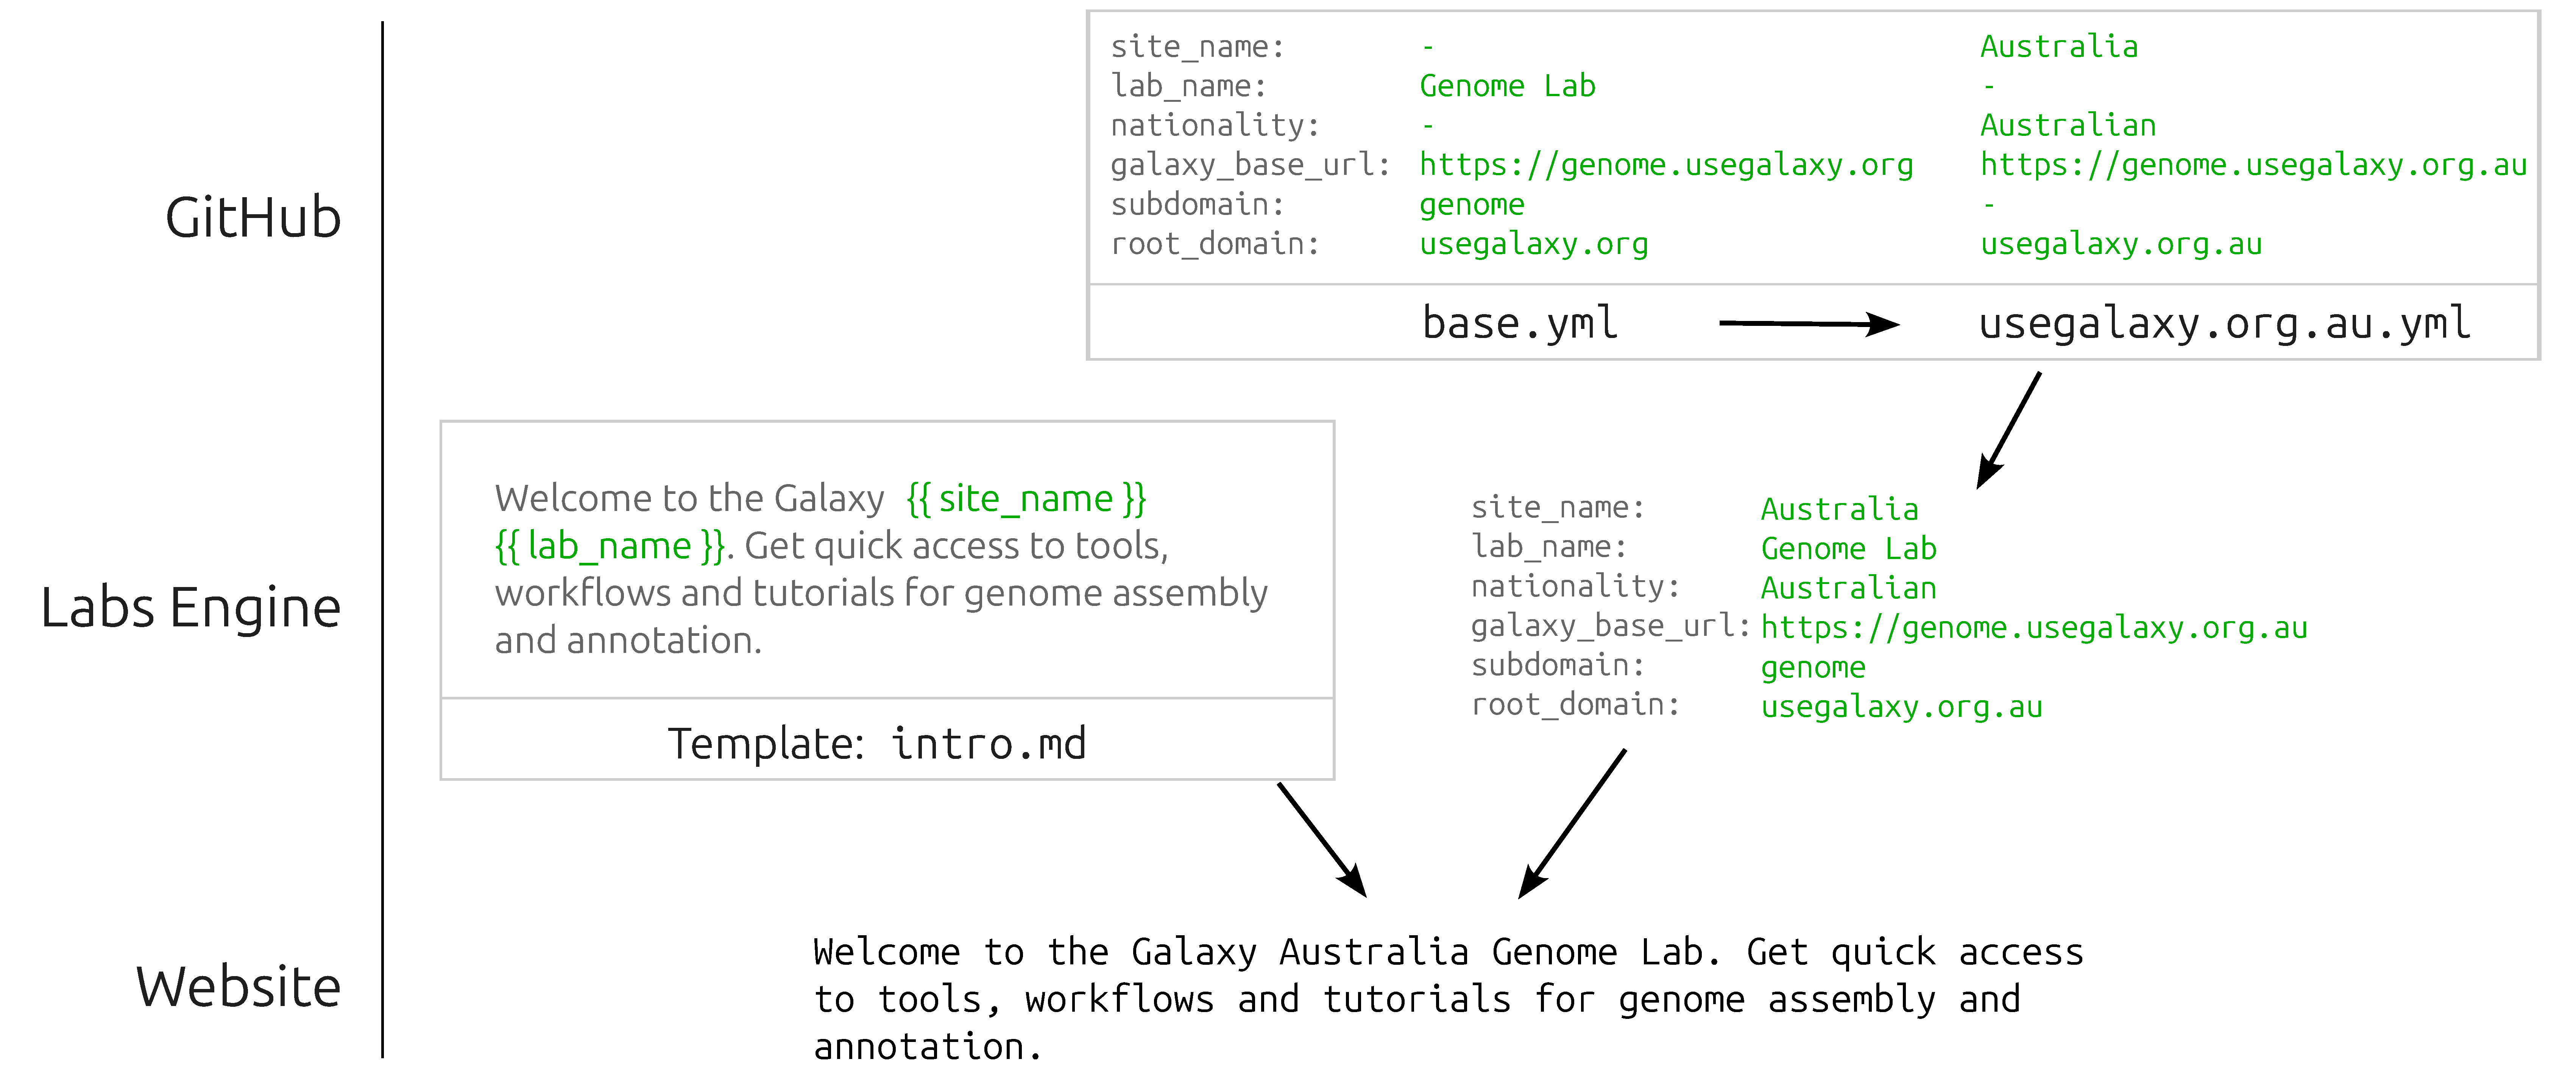 GitHub
site_name: - Australia
lab_name: Genome Lab -
nationality: - Australian
galaxy_base_url: https://genome.usegalaxy.org https://genome.usegalaxy.org.au
subdomain: genome -
root_domain: usegalaxy.org usegalaxy.org.au
base.yml usegalaxy.org.au.yml
Labs Engine
Welcome to the Galaxy {{ site_name }}
{{ lab_name }}. Get quick access to tools,
workflows and tutorials for genome assembly
and annotation.
Template: intro.md
site_name: Australia
lab_name: Genome Lab
nationality: Australian
galaxy_base_url: https://genome.usegalaxy.org.au
subdomain: genome
root_domain: usegalaxy.org.au
Website
Welcome to the Galaxy Australia Genome Lab. Get quick access
to tools, workflows and tutorials for genome assembly and
annotation.